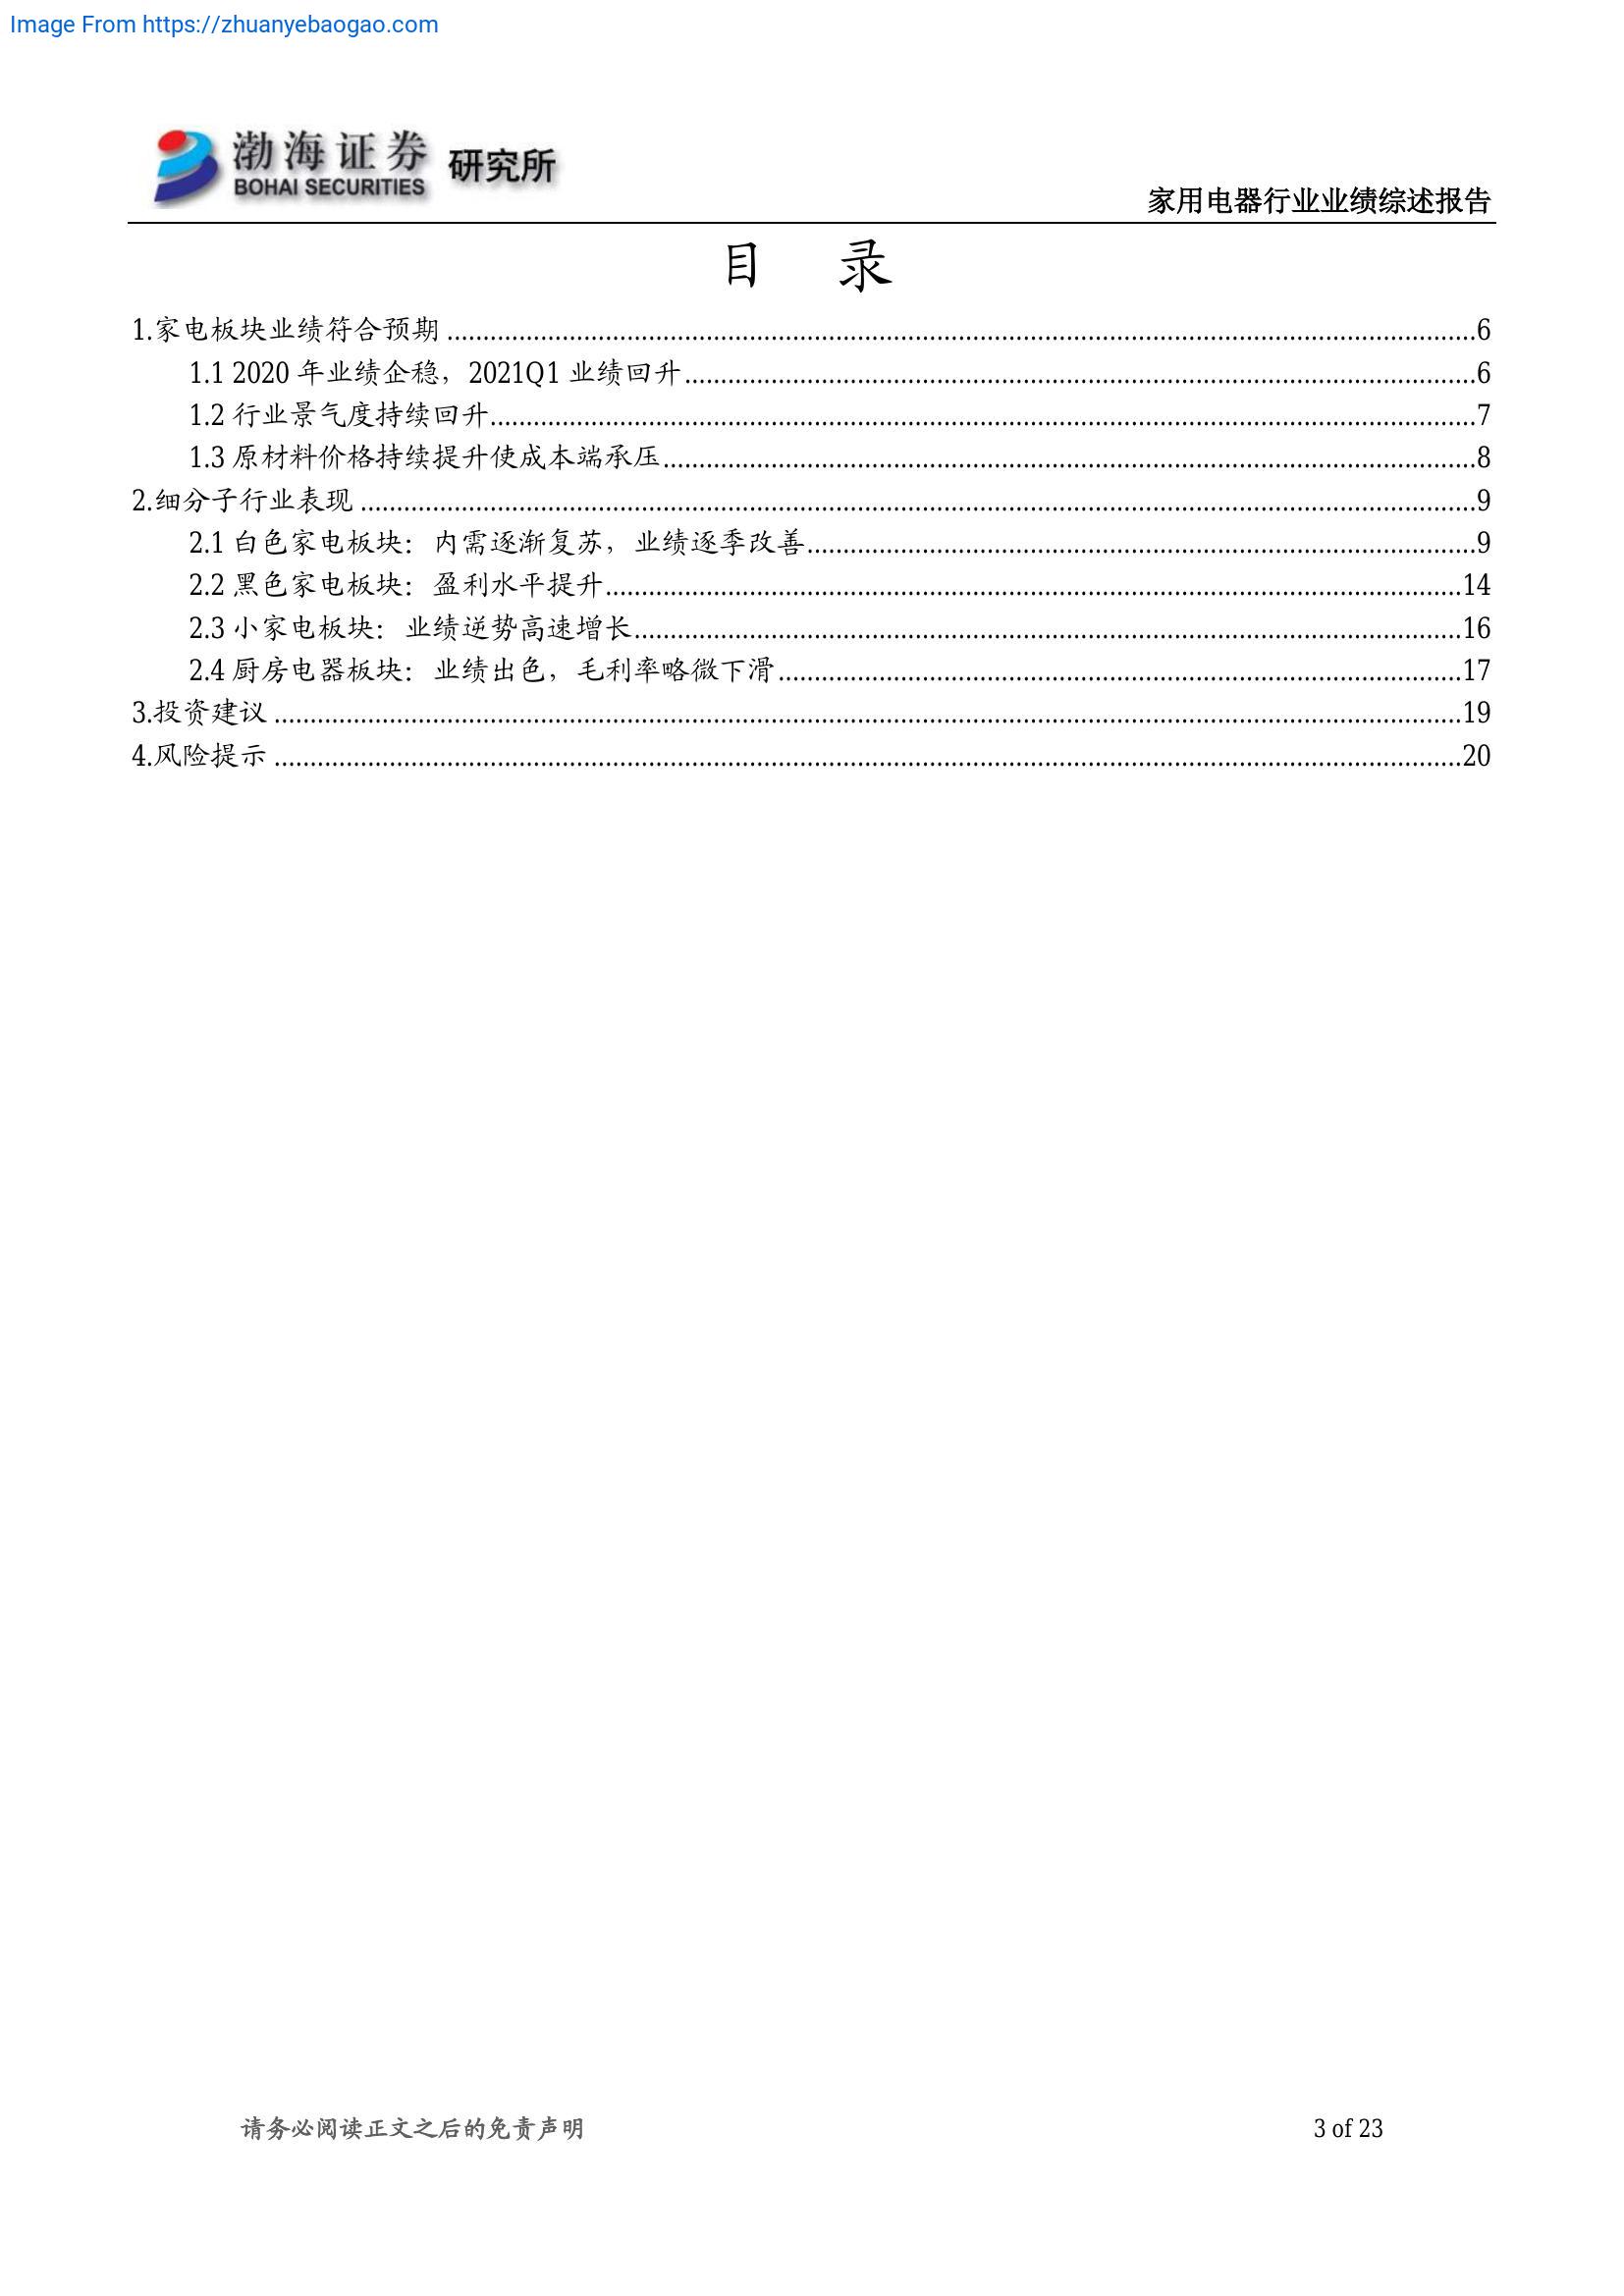 Image From https://zhuanyebaogao.com
渤海证券 研究所
BOHAI SECURITIES
家用电器行业业绩综述报告
目 录
1.家电板块业绩符合预期 ........................................ 6
1.1 2020 年业绩企稳，2021Q1 业绩回升........................................6
1.2 行业景气度持续回升........................................7
1.3 原材料价格持续提升使成本端承压........................................8
2.细分子行业表现 ........................................ 9
2.1 白色家电板块：内需逐渐复苏，业绩逐季改善........................................9
2.2 黑色家电板块：盈利水平提升........................................14
2.3 小家电板块：业绩逆势高速增长........................................16
2.4 厨房电器板块：业绩出色，毛利率略微下滑........................................17
3.投资建议 ........................................19
4.风险提示 ........................................20
请务必阅读正文之后的免责声明 3 of 23